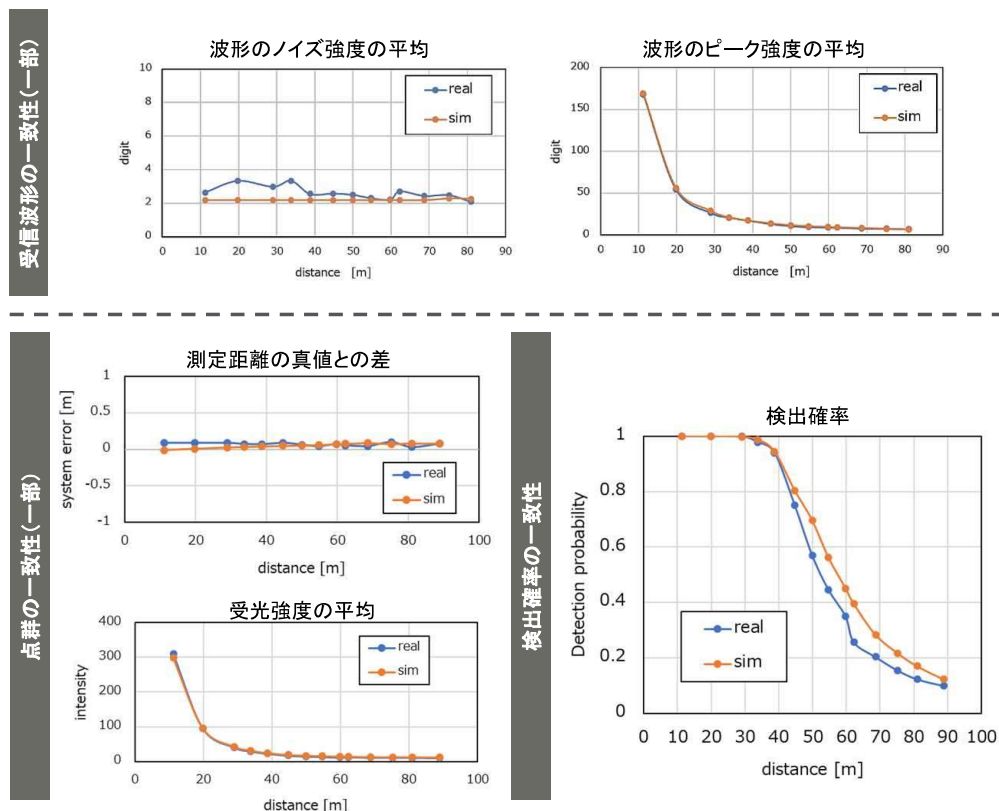 受信波形の一致性(一部)
波形のノイズ強度の平均
10
8
6
4
2
0
digit
real
sim
0 10 20 30 40 50 60 70 80 90
distance [m]
波形のピーク強度の平均
200
150
100
50
0
digit
real
sim
0 10 20 30 40 50 60 70 80 90
distance [m]
点群の一致性(一部)
測定距離の真値との差
1
0.5
0
-0.5
-1
system error [m]
real
sim
0 20 40 60 80 100
distance [m]
受光強度の平均
400
300
200
100
0
intensity
real
sim
0 20 40 60 80 100
distance [m]
検出確率の一致性
検出確率
1
0.8
0.6
0.4
0.2
0
Detection probability
real
sim
0 10 20 30 40 50 60 70 80 90
distance [m]